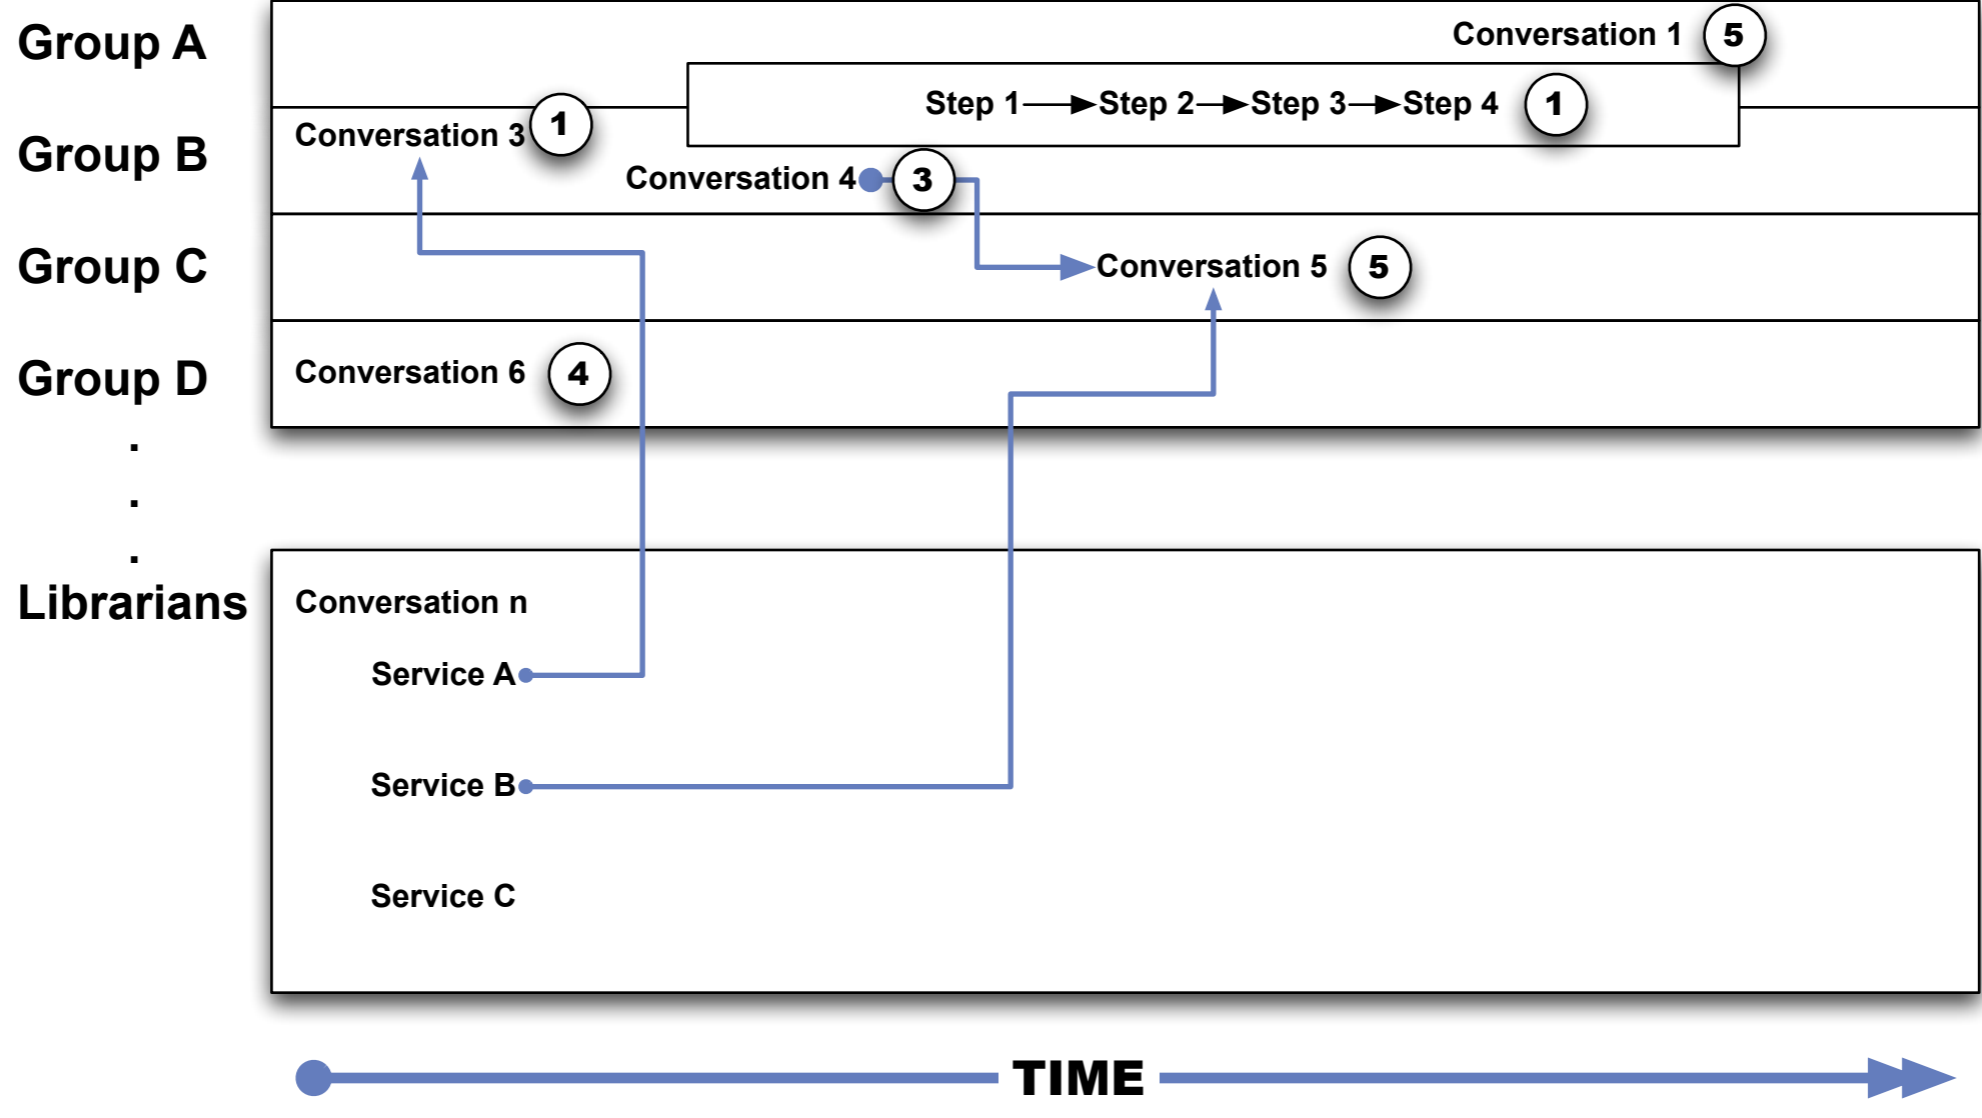 Group A
Conversation 1 5
Step 1 Step 2 Step 3 Step 4 1
Group B
Conversation 3 1
Conversation 4 3
Group C
Conversation 5 5
Group D
Conversation 6 4
.
.
.
Librarians
Conversation n
Service A
Service B
Service C
TIME